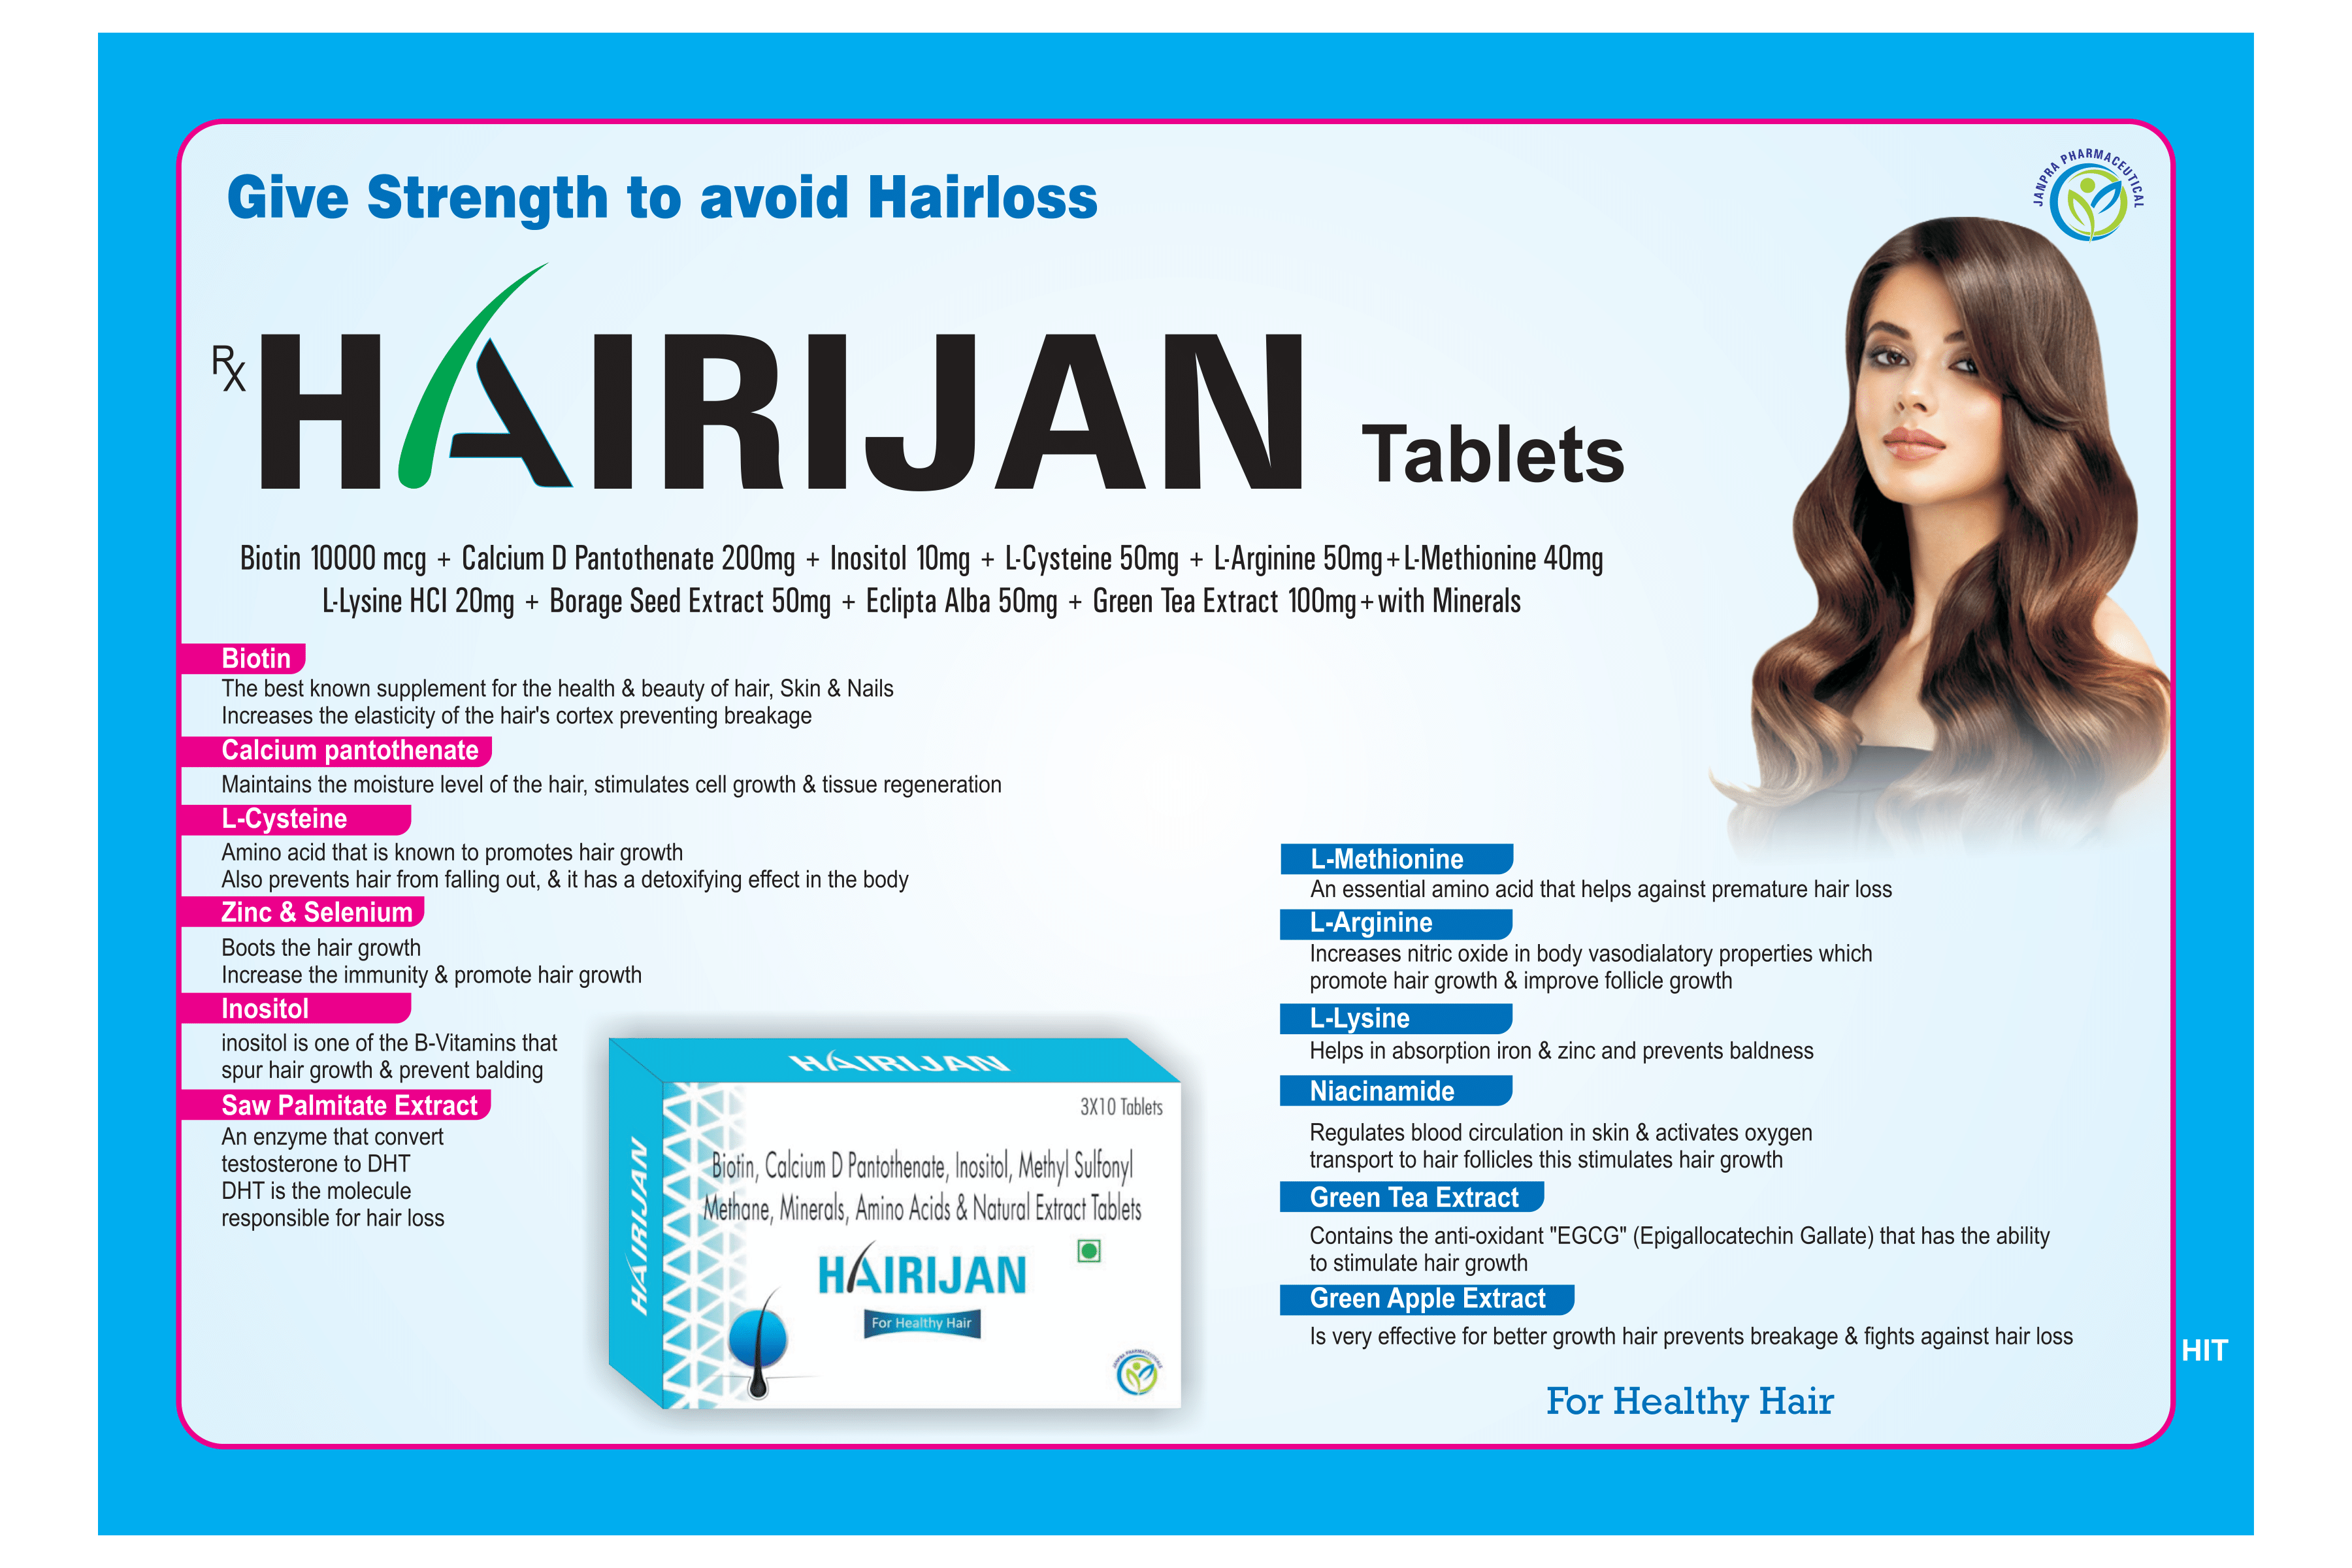 JANPRA PHARMACEUTICAL
Give Strength to avoid Hairloss
Rx HAIRIJAN Tablets
Biotin 10000 mcg + Calcium D Pantothenate 200mg + Inositol 10mg + L-Cysteine 50mg + L-Arginine 50mg+L-Methionine 40mg
L-Lysine HCl 20mg + Borage Seed Extract 50mg + Eclipta Alba 50mg + Green Tea Extract 100mg+with Minerals
Biotin
The best known supplement for the health & beauty of hair, Skin & Nails
Increases the elasticity of the hair's cortex preventing breakage
Calcium pantothenate
Maintains the moisture level of the hair, stimulates cell growth & tissue regeneration
L-Cysteine
Amino acid that is known to promotes hair growth
Also prevents hair from falling out, & it has a detoxifying effect in the body
Zinc & Selenium
Boots the hair growth
Increase the immunity & promote hair growth
Inositol
inositol is one of the B-Vitamins that
spur hair growth & prevent balding
Saw Palmitate Extract
An enzyme that convert
testosterone to DHT
DHT is the molecule
responsible for hair loss
HAIRIJAN
HAIRIJAN
3X10 Tablets
Biotin, Calcium D Pantothenate, Inositol, Methyl Sulfonyl
Methane, Minerals, Amino Acids & Natural Extract Tablets
HAIRIJAN
For Healthy Hair
JANPRA PHARMACEUTICALS
L-Methionine
An essential amino acid that helps against premature hair loss
L-Arginine
Increases nitric oxide in body vasodialatory properties which
promote hair growth & improve follicle growth
L-Lysine
Helps in absorption iron & zinc and prevents baldness
Niacinamide
Regulates blood circulation in skin & activates oxygen
transport to hair follicles this stimulates hair growth
Green Tea Extract
Contains the anti-oxidant "EGCG" (Epigallocatechin Gallate) that has the ability
to stimulate hair growth
Green Apple Extract
Is very effective for better growth hair prevents breakage & fights against hair loss
For Healthy Hair
HIT